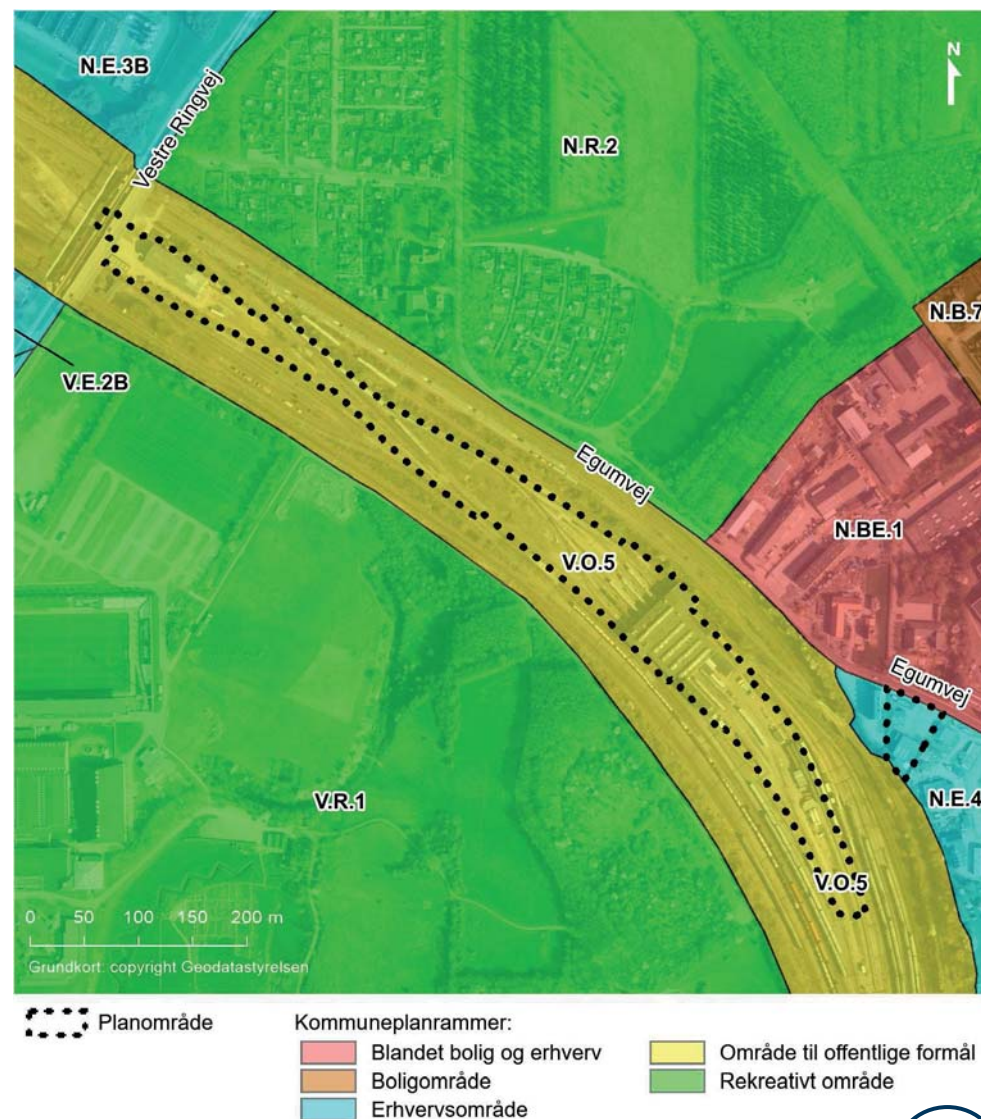 N.E.3B
Vestre Ringvej
N
N.R.2
N.B.7
V.E.2B
Egumvej
N.BE.1
V.O.5
Egumvej
N.E.4
V.R.1
V.O.5
0 50 100 150 200 m
Grundkort: copyright Geodatastyrelsen
Planområde
Kommuneplanrammer:
Blandet bolig og erhverv
Område til offentlige formål
Boligområde
Rekreativt område
Erhvervsområde